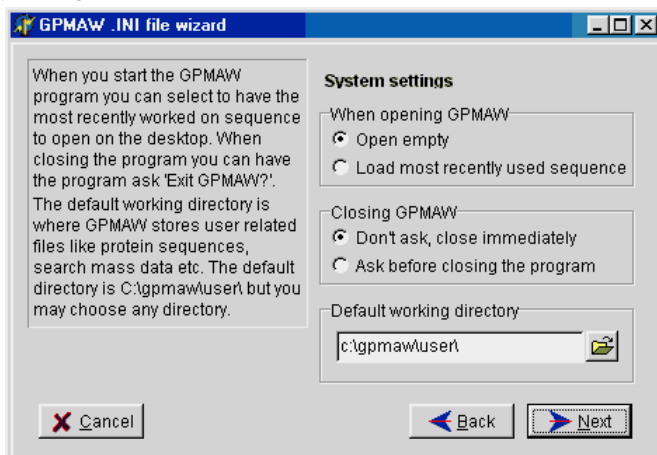 GPMAW .INI file wizard
When you start the GPMAW
program you can select to have the
most recently worked on sequence
to open on the desktop. When
closing the program you can have
the program ask 'Exit GPMAW?'.
The default working directory is
where GPMAW stores user related
files like protein sequences,
search mass data etc. The default
directory is C:\gpmaw\user\ but you
may choose any directory.
System settings
When opening GPMAW
Open empty
Load most recently used sequence
Closing GPMAW
Don't ask, close immediately
Ask before closing the program
Default working directory
c:\gpmaw\user\
Cancel
Back
Next